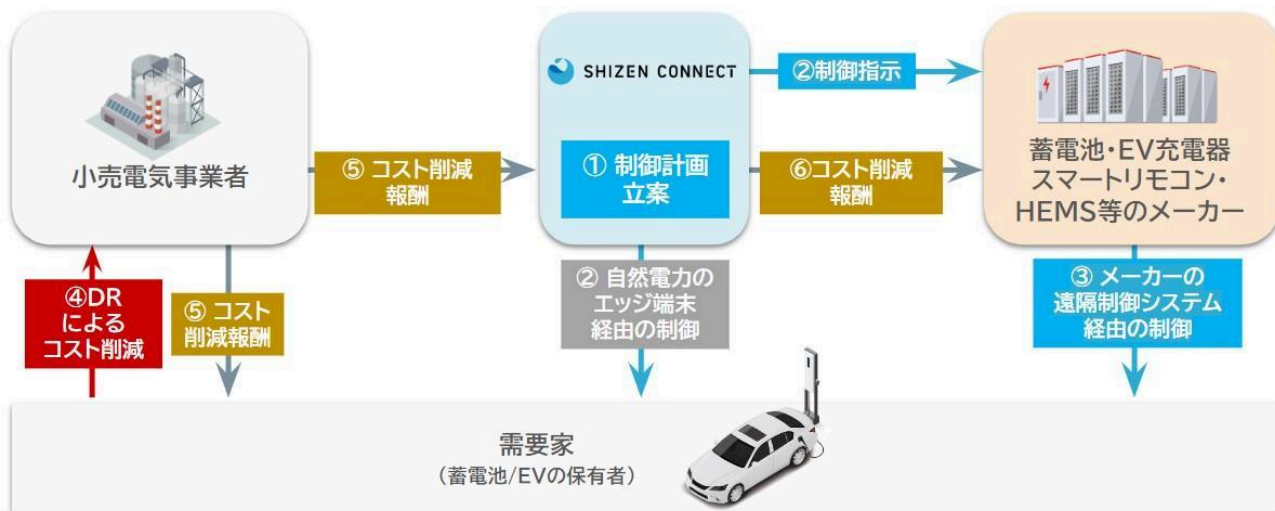 小売電気事業者
⑤ コスト削減
報酬
SHIZEN CONNECT
① 制御計画
立案
②制御指示
⑥コスト削減
報酬
蓄電池・EV充電器
スマートリモコン・
HEMS等のメーカー
④DR
による
コスト削減
⑤ コスト
削減報酬
② 自然電力の
エッジ端末
経由の制御
③ メーカーの
遠隔制御システム
経由の制御
需要家
（蓄電池/EVの保有者）